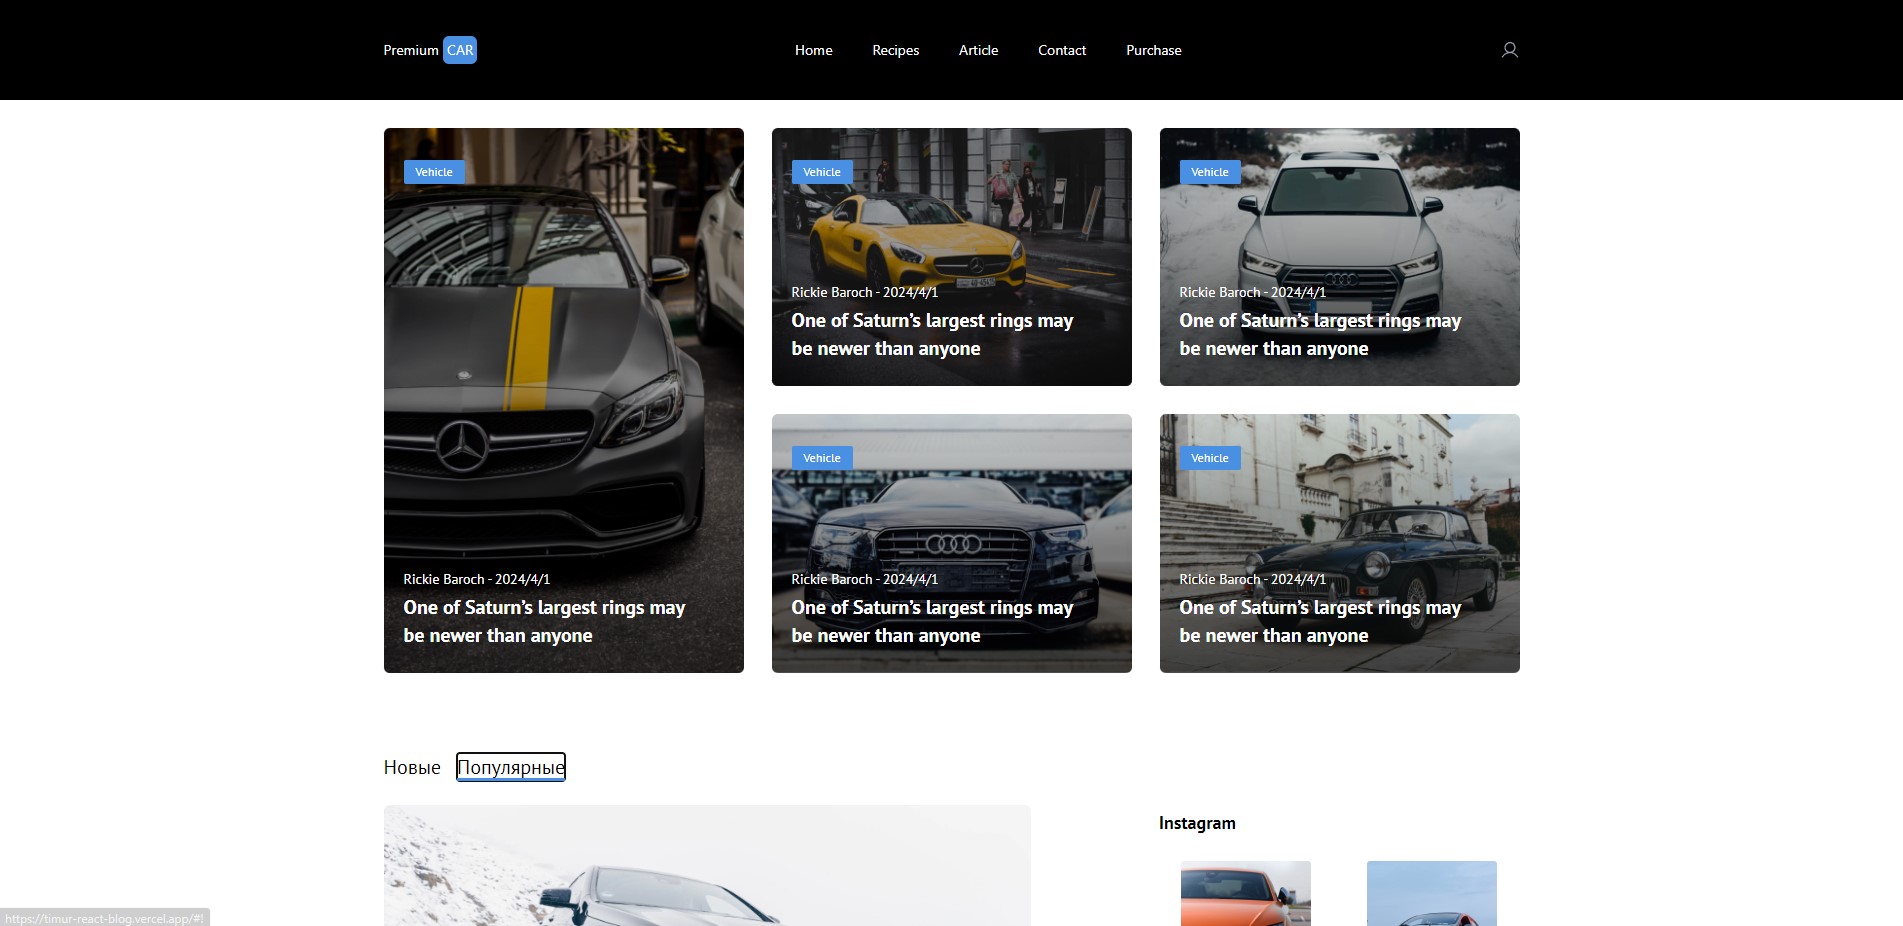 Premium CAR
Home
Recipes
Article
Contact
Purchase
Vehicle
Rickie Baroch - 2024/4/1
One of Saturn’s largest rings may
be newer than anyone
Vehicle
Rickie Baroch - 2024/4/1
One of Saturn’s largest rings may
be newer than anyone
Vehicle
Rickie Baroch - 2024/4/1
One of Saturn’s largest rings may
be newer than anyone
Vehicle
Rickie Baroch - 2024/4/1
One of Saturn’s largest rings may
be newer than anyone
Vehicle
Rickie Baroch - 2024/4/1
One of Saturn’s largest rings may
be newer than anyone
Новые
Популярные
Instagram
https://timur-react-blog.vercel.app/#!